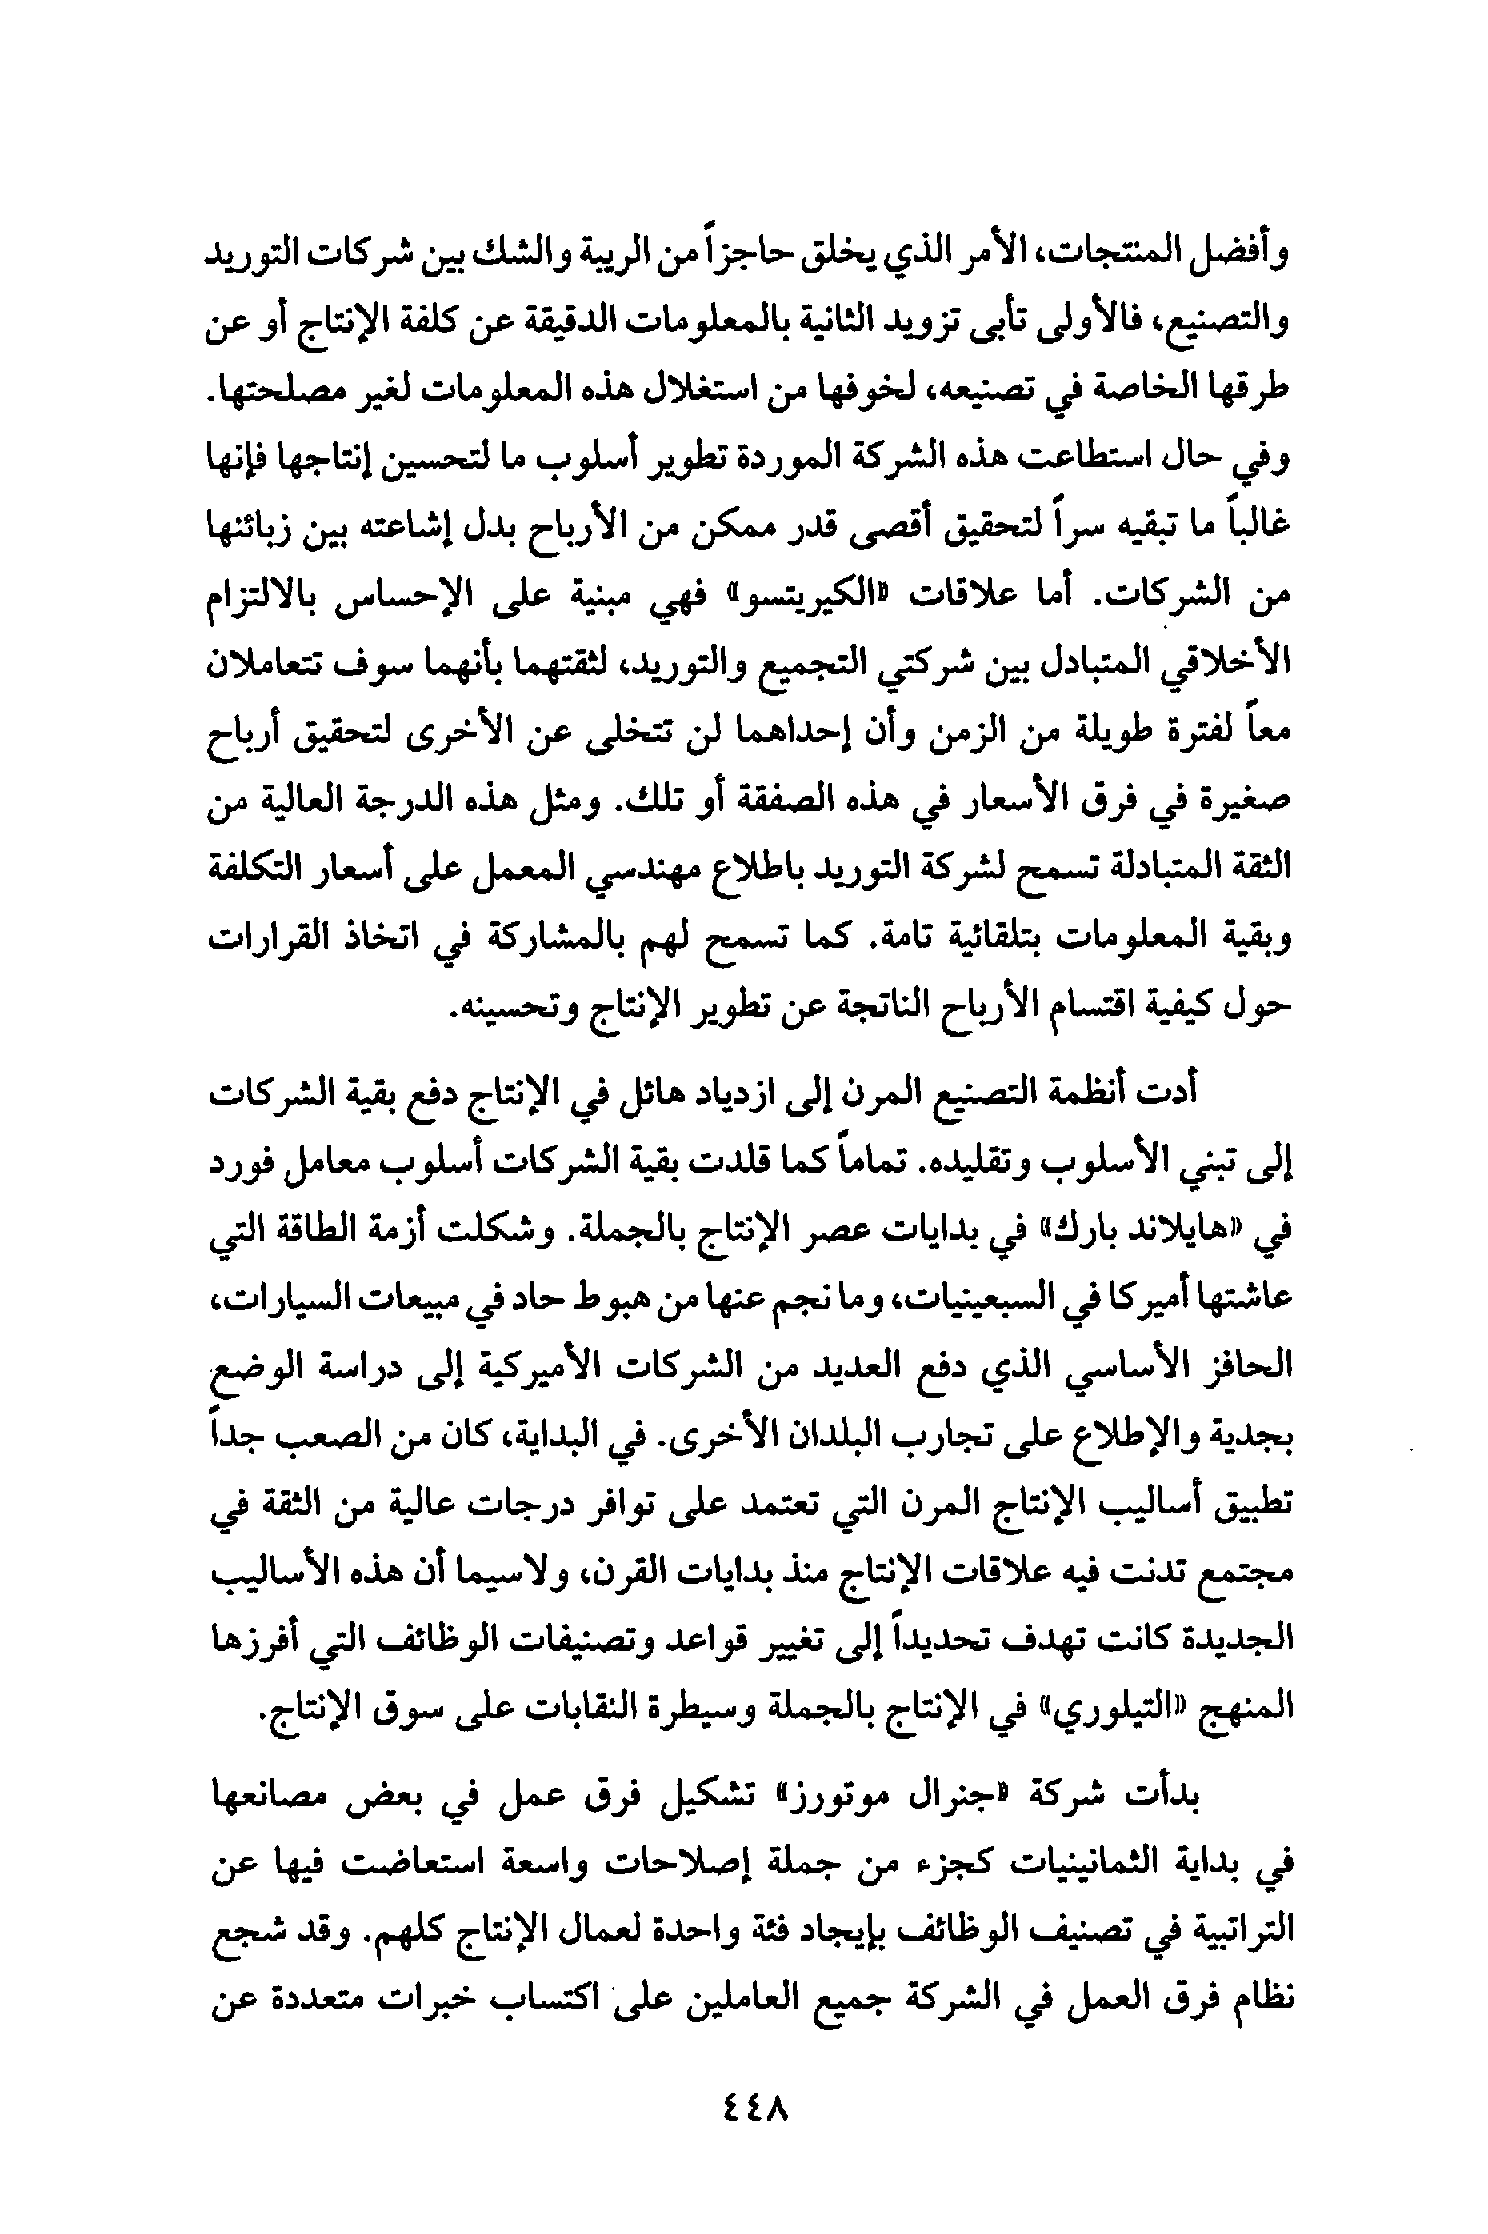 وأفضل المنتجات، الأمر الذي يخلق حاجزاً من الريبة والشك بين شركات التوريد
والتصنيع، فالأولى تأبى تزويد الثانية بالمعلومات الدقيقة عن كلفة الإنتاج أو عن
طرقها الخاصة في تصنيعه، لخوفها من استغلال هذه المعلومات لغير مصلحتها.
وفي حال استطاعت هذه الشركة الموردة تطوير أسلوب ما لتحسين إنتاجها فإنها
غالباً ما تبقيه سراً لتحقيق أقصى قدر ممكن من الأرباح بدل إشاعته بين زبائنها
من الشركات. أما علاقات «الكيريتسو» فهي مبنية على الإحساس بالالتزام
الأخلاقي المتبادل بين شركتي التجميع والتوريد، لثقتهما بأنهما سوف تتعاملان
معاً لفترة طويلة من الزمن وأن إحداهما لن تتخلى عن الأخرى لتحقيق أرباح
صغيرة في فرق الأسعار في هذه الصفقة أو تلك. ومثل هذه الدرجة العالية من
الثقة المتبادلة تسمح لشركة التوريد باطلاع مهندسي المعمل على أسعار التكلفة
وبقية المعلومات بتلقائية تامة. كما تسمح لهم بالمشاركة في اتخاذ القرارات
حول كيفية اقتسام الأرباح الناتجة عن تطوير الإنتاج وتحسينه.
أدت أنظمة التصنيع المرن إلى ازدياد هائل في الإنتاج دفع بقية الشركات
إلى تبني الأسلوب وتقليده. تماماً كما قلدت بقية الشركات أسلوب معامل فورد
في «هايلاند بارك» في بدايات عصر الإنتاج بالجملة. وشكلت أزمة الطاقة التي
عاشتها أميركا في السبعينيات، وما نجم عنها من هبوط حاد في مبيعات السيارات،
الحافز الأساسي الذي دفع العديد من الشركات الأميركية إلى دراسة الوضع
بجدية والإطلاع على تجارب البلدان الأخرى. في البداية، كان من الصعب جداً
تطبيق أساليب الإنتاج المرن التي تعتمد على توافر درجات عالية من الثقة في
مجتمع تدنت فيه علاقات الإنتاج منذ بدايات القرن، ولاسيما أن هذه الأساليب
الجديدة كانت تهدف تحديداً إلى تغيير قواعد وتصنيفات الوظائف التي أفرزها
المنهج «التيلوري» في الإنتاج بالجملة وسيطرة النقابات على سوق الإنتاج.
بدأت شركة «جنرال موتورز» تشكيل فرق عمل في بعض مصانعها
في بداية الثمانينيات كجزء من جملة إصلاحات واسعة استعاضت فيها عن
التراتبية في تصنيف الوظائف بإيجاد فئة واحدة لعمال الإنتاج كلهم. وقد شجع
نظام فرق العمل في الشركة جميع العاملين على اكتساب خبرات متعددة عن
٤٤٨